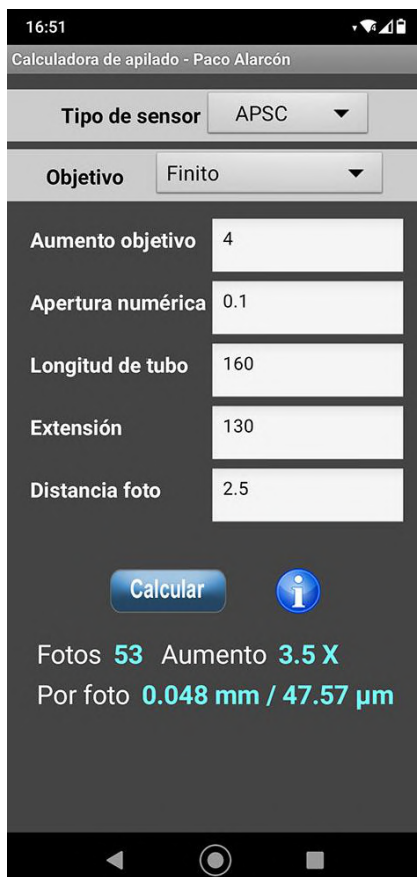 16:51
Calculadora de apilado - Paco Alarcón
Tipo de sensor APSC
Objetivo Finito
Aumento objetivo 4
Apertura numérica 0.1
Longitud de tubo 160
Extensión 130
Distancia foto 2.5
Calcular i
Fotos 53 Aumento 3.5 X
Por foto 0.048 mm / 47.57 µm